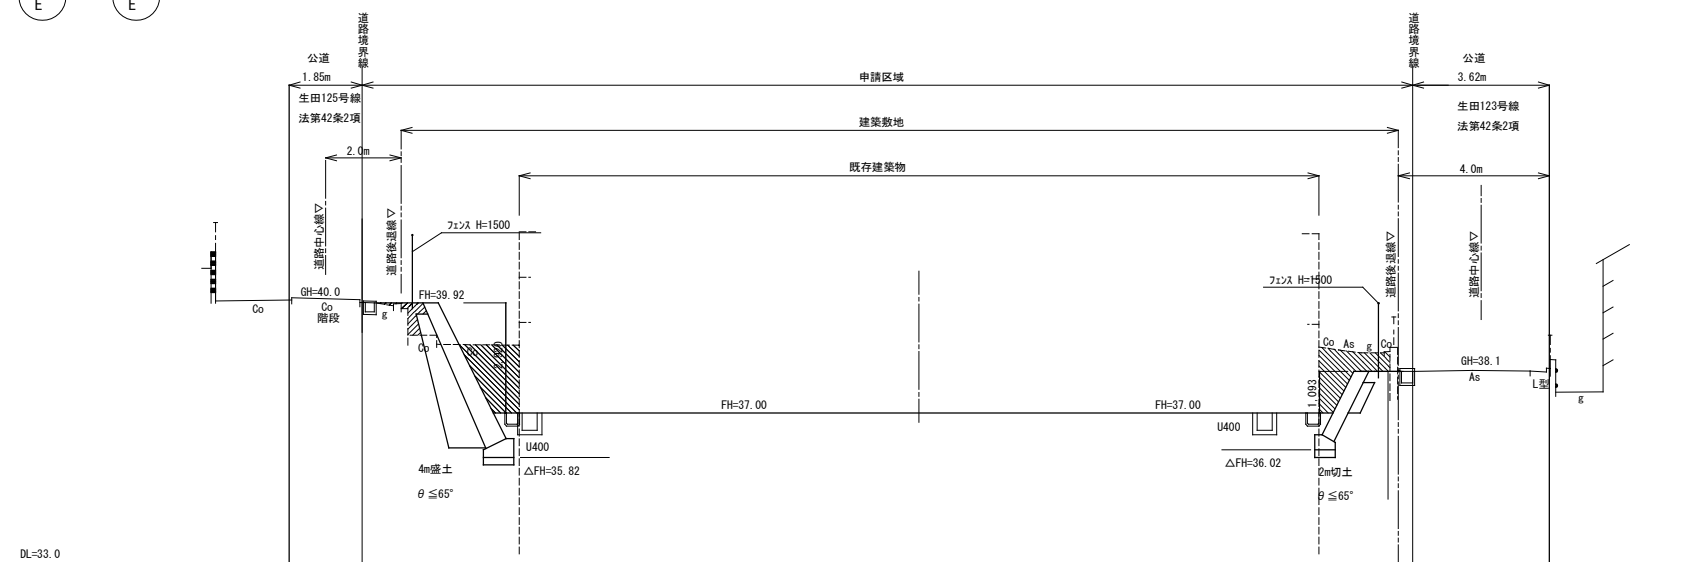 E
E
道路境界線
道路境界線
公道
公道
1.85m
申請区域
3.62m
生田125号線
生田123号線
法第42条2項
建築敷地
法第42条2項
2.0m
既存建築物
4.0m
道路中心線▽
道路後退線▽
フェンス H=1500
道路後退線▽
道路中心線▽
フェンス H=1500
GH=40.0
FH=39.92
Co
Co
階段
g
Co
Co
Co
As
g
Co
GH=38.1
As
L型
g
1.093
FH=37.00
FH=37.00
U400
U400
4m盛土
△FH=35.82
△FH=36.02
2m切土
θ≦65°
θ≦65°
DL=33.0